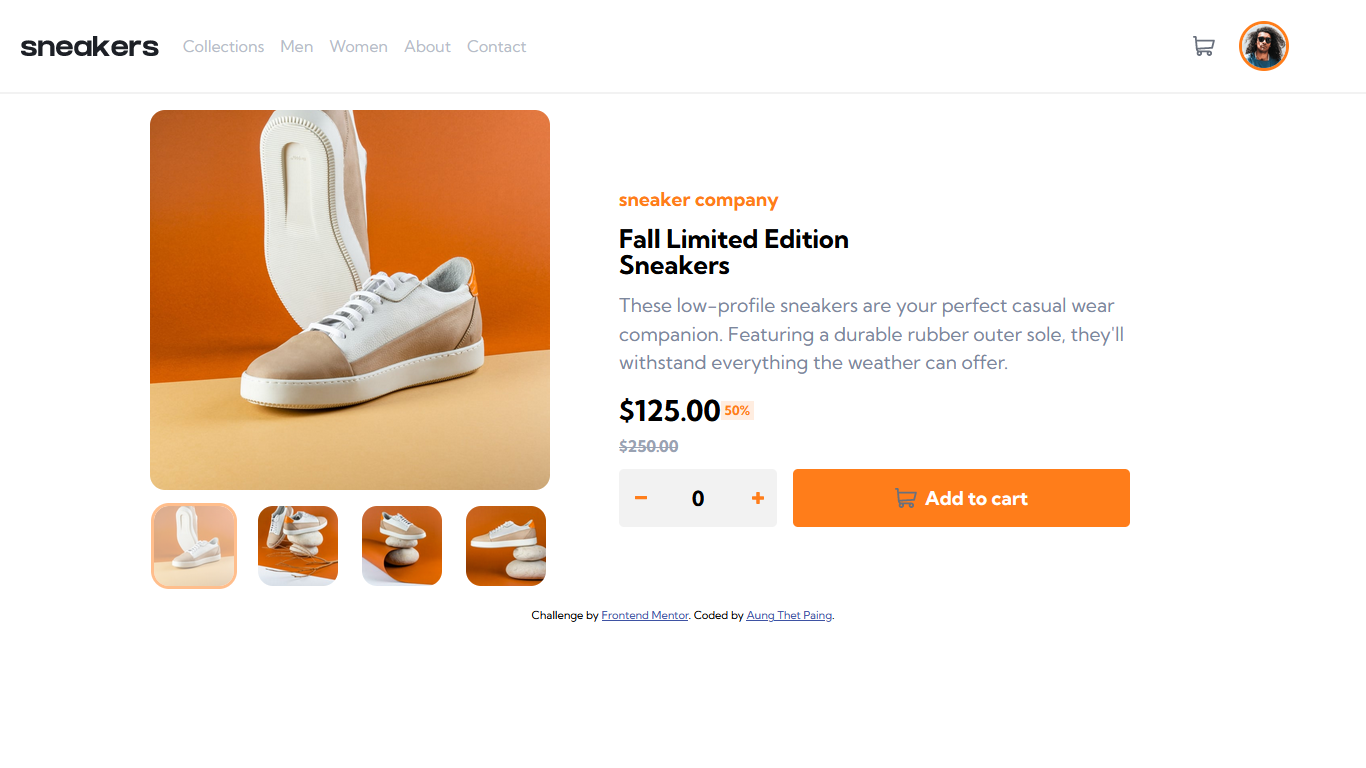 sneakers Collections Men Women About Contact
sneaker company
Fall Limited Edition
Sneakers
These low-profile sneakers are your perfect casual wear
companion. Featuring a durable rubber outer sole, they'll
withstand everything the weather can offer.
$125.00 50%
$250.00
0 Add to cart
Challenge by Frontend Mentor. Coded by Aung Thet Paing.